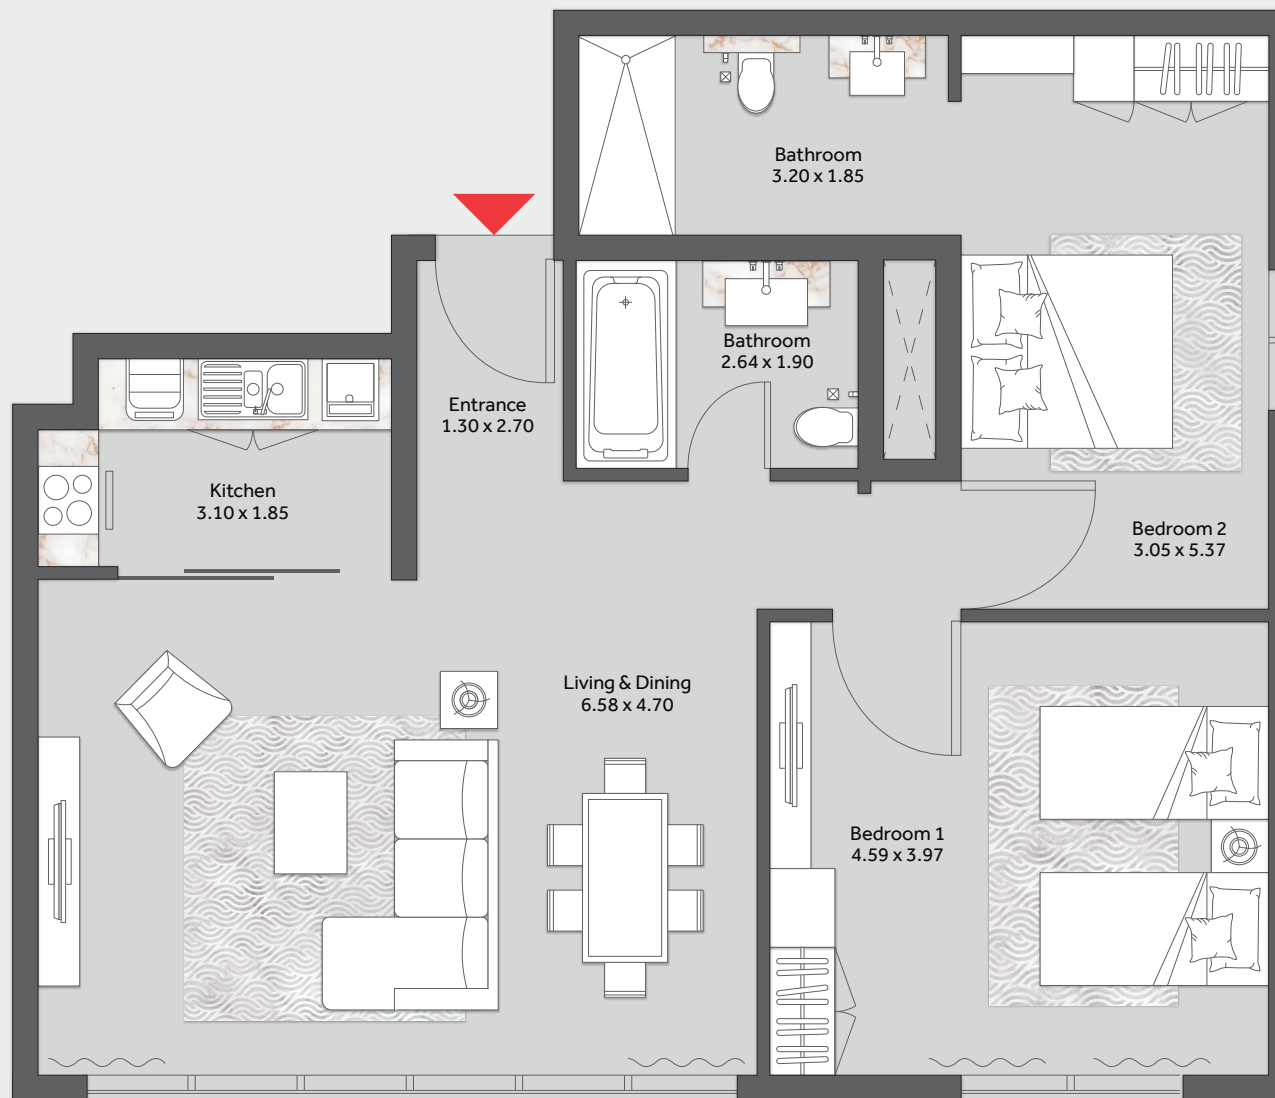 Bathroom
3.20 x 1.85
Bathroom
2.64 x 1.90
Entrance
1.30 x 2.70
Kitchen
3.10 x 1.85
Bedroom 2
3.05 x 5.37
Living & Dining
6.58 x 4.70
Bedroom 1
4.59 x 3.97